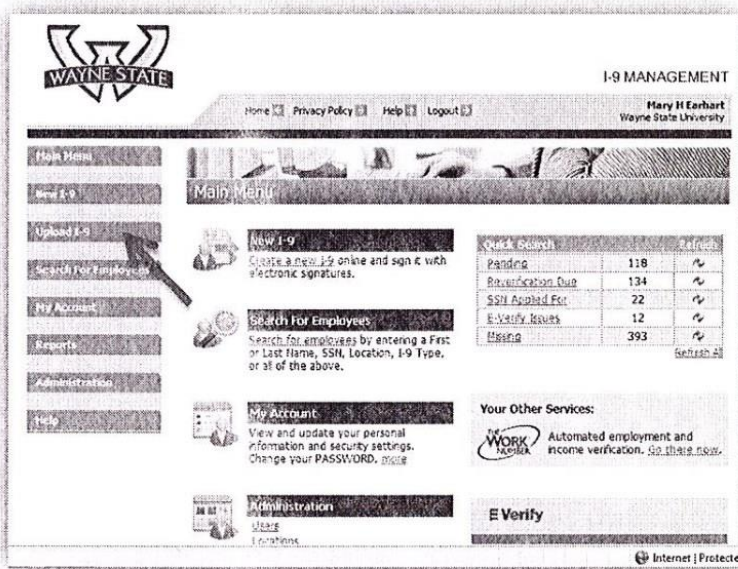 WAYNE STATE
I-9 MANAGEMENT
Home Privacy Policy Help Logout
Mary H Earhart
Wayne State University
Main Menu
New I-9
Upload I-9
Search For Employees
My Account
Reports
Administration
Help
Main Menu
New I-9
Create a new I-9 online and sign it with
electronic signatures.
Search For Employees
Search for employees by entering a First
or Last Name, SSN, Location, I-9 Type,
or all of the above.
My Account
View and update your personal
information and security settings.
Change your PASSWORD. more
Administration
Users
Locations
Quick Search Refresh
Pending 118
Reverification Due 134
SSN Applied For 22
E-Verify Issues 12
Missing 393
Refresh All
Your Other Services:
THE WORK NUMBER
Automated employment and
income verification. Go there now.
E Verify
Internet | Protecte